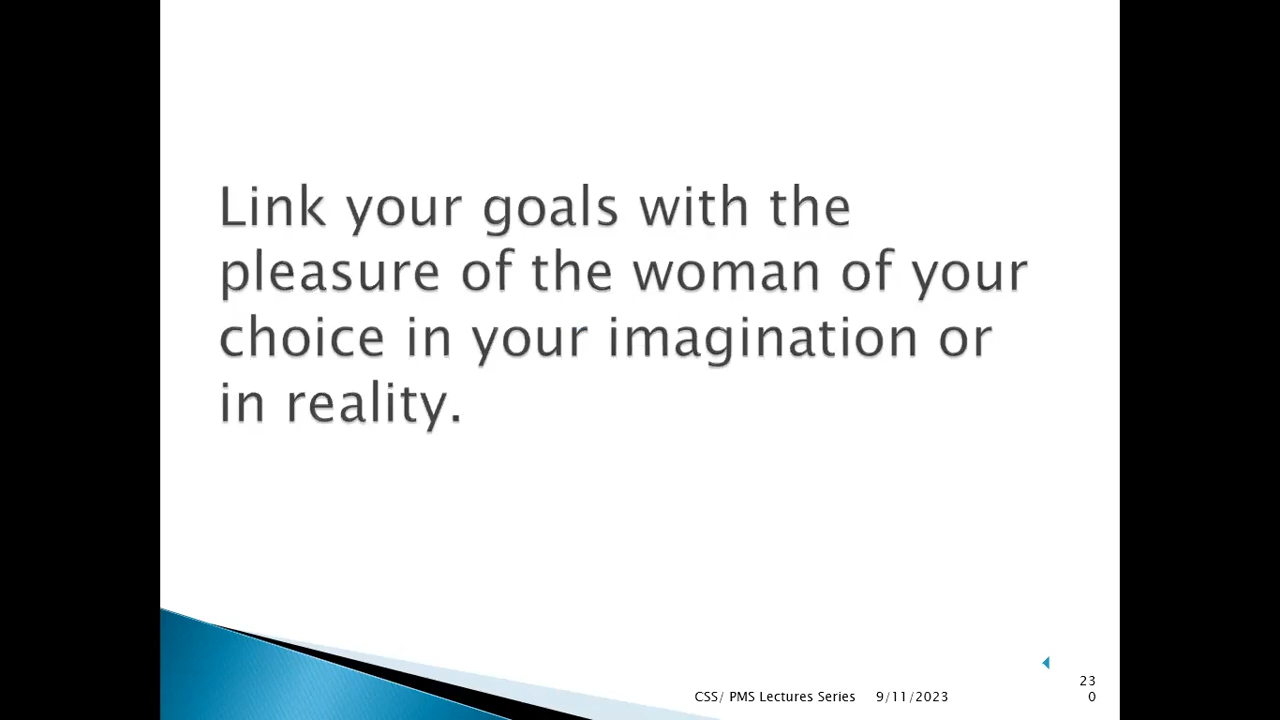 Link your goals with the
pleasure of the woman of your
choice in your imagination or
in reality.
CSS/ PMS Lectures Series 9/11/2023
23
0